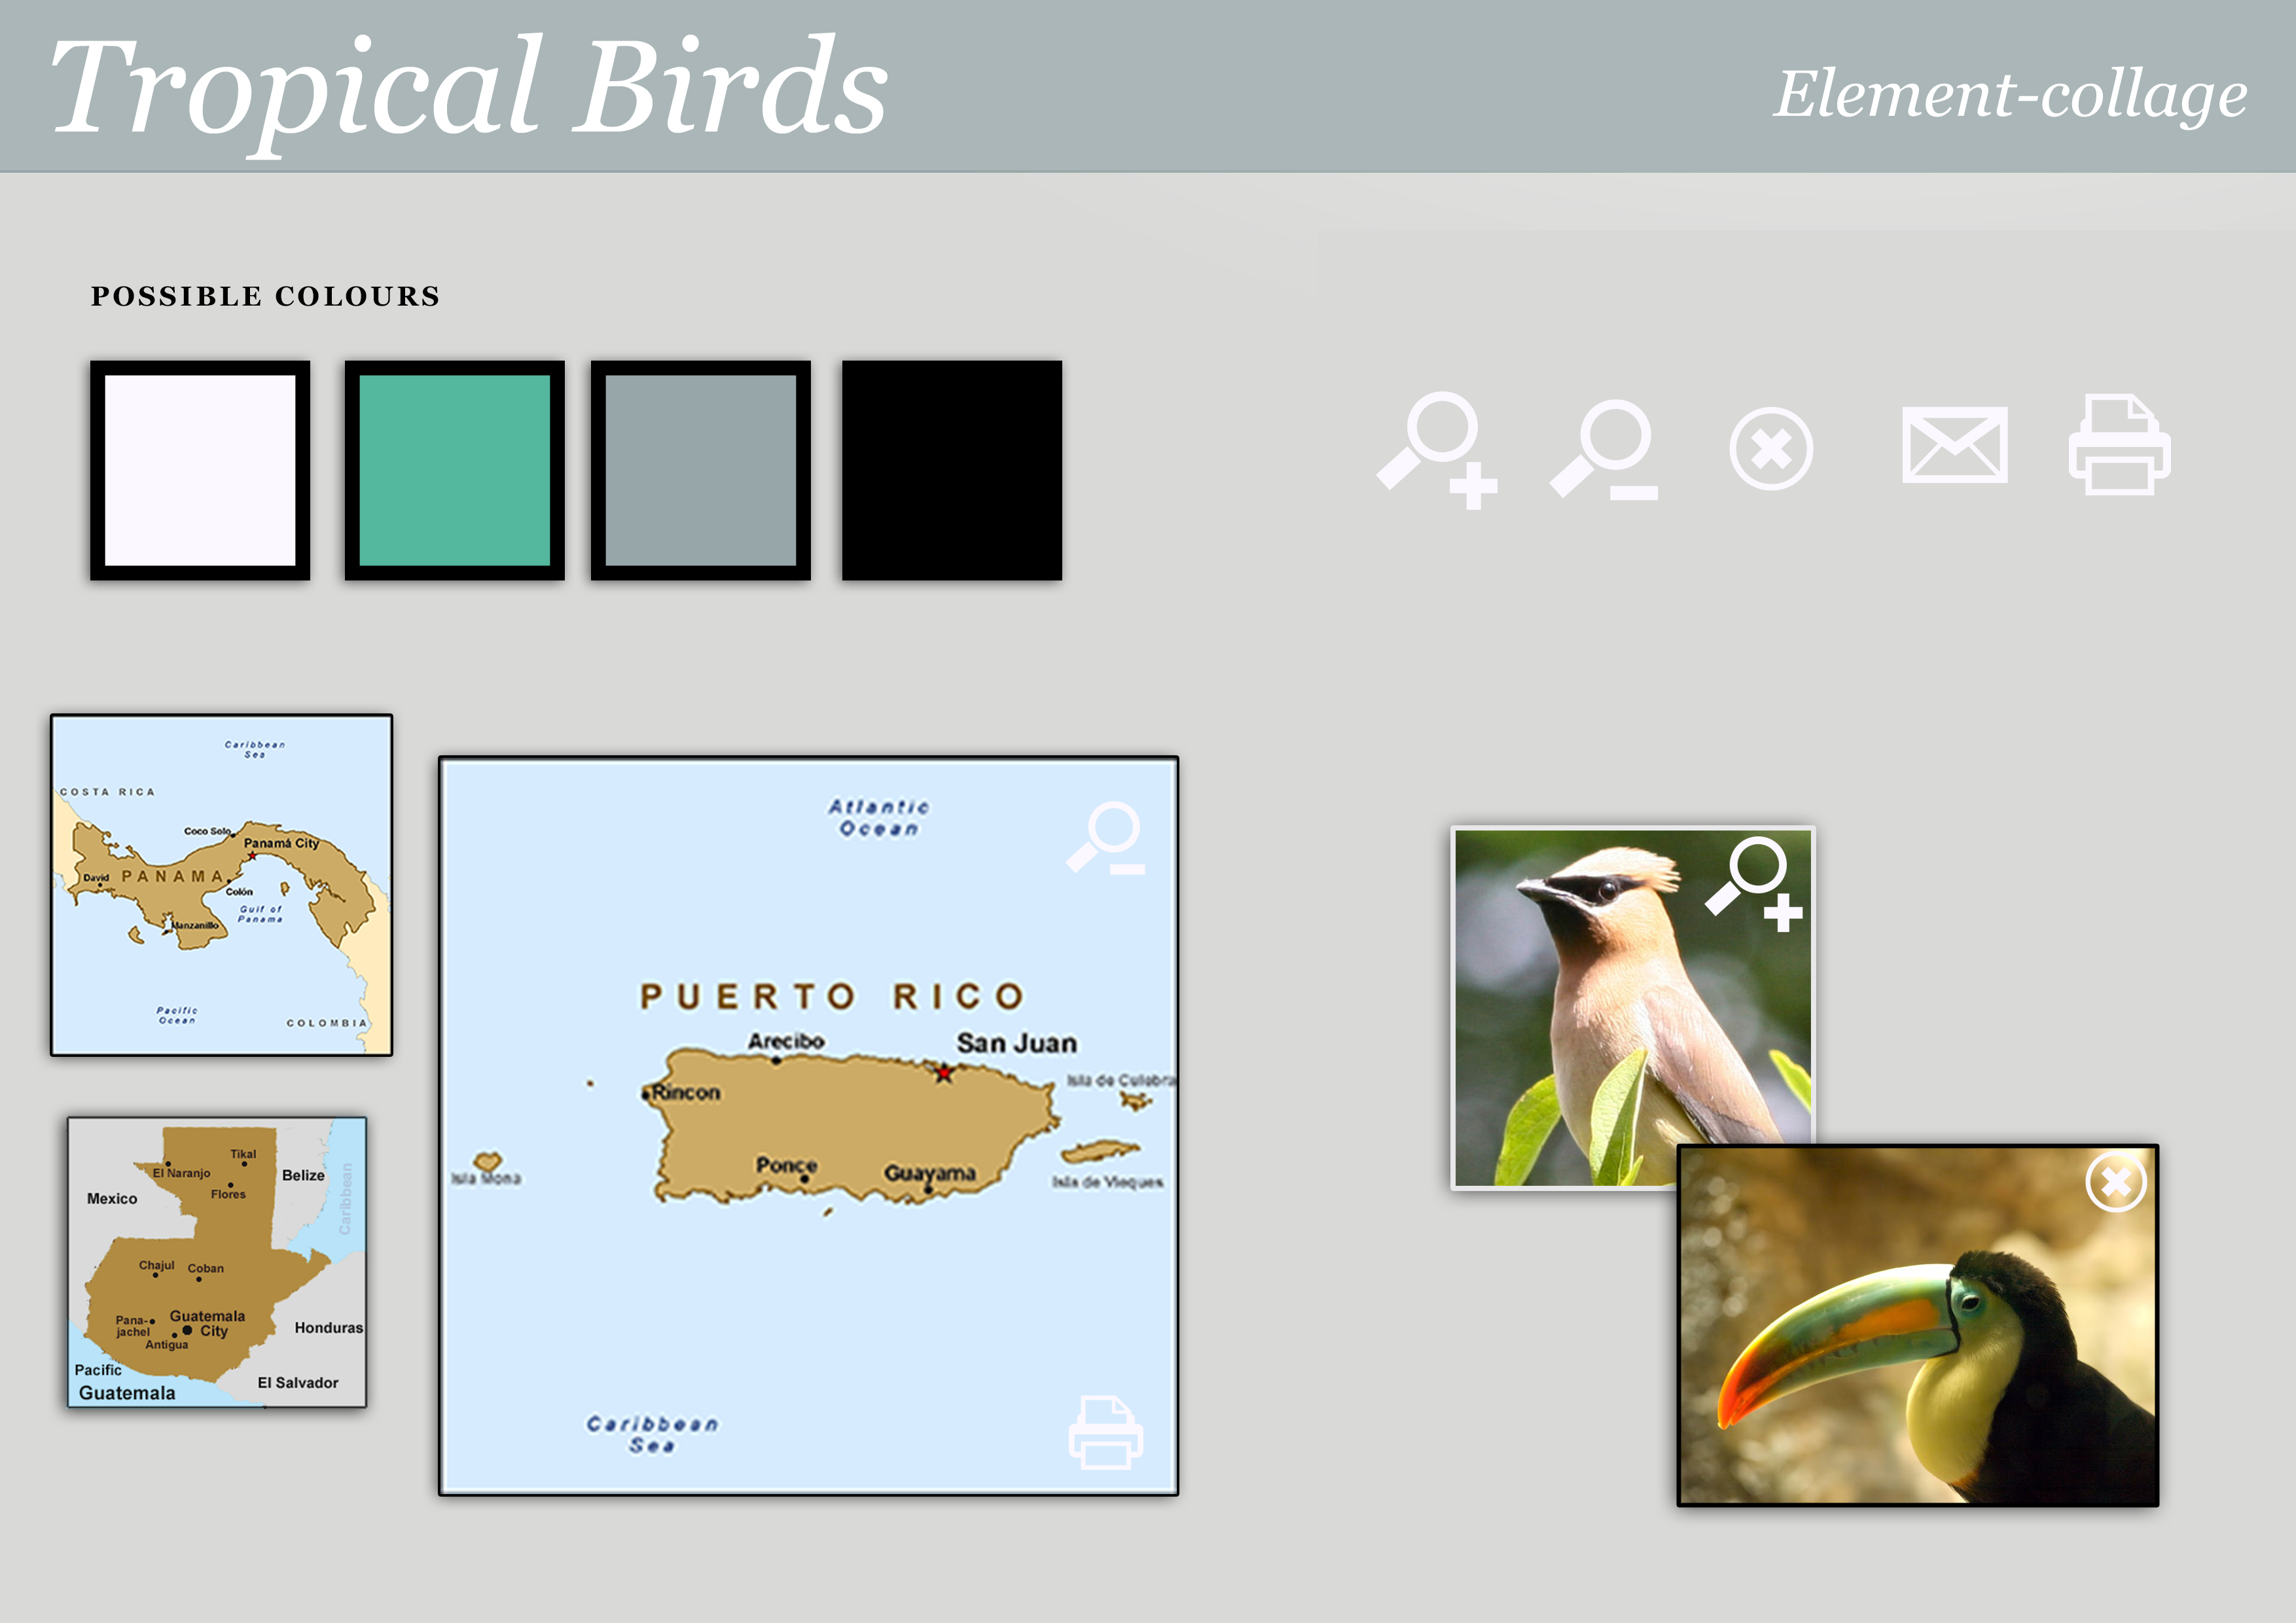 Tropical Birds
Element-collage
POSSIBLE COLOURS
Caribbean
Sea
COSTA RICA
Coco Solo
Panamá City
David
PANAMA
Colón
Gulf of
Panama
Manzanillo
Pacific
Ocean
COLOMBIA
Atlantic
Ocean
PUERTO RICO
Arecibo
San Juan
Isla de Culebra
Rincon
Ponce
Guayama
Isla Mona
Isla de Vieques
Caribbean
Sea
Tikal
El Naranjo
Belize
Flores
Mexico
Caribbean
Chajul
Coban
Pana-
jachel
Guatemala
City
Antigua
Honduras
Pacific
El Salvador
Guatemala